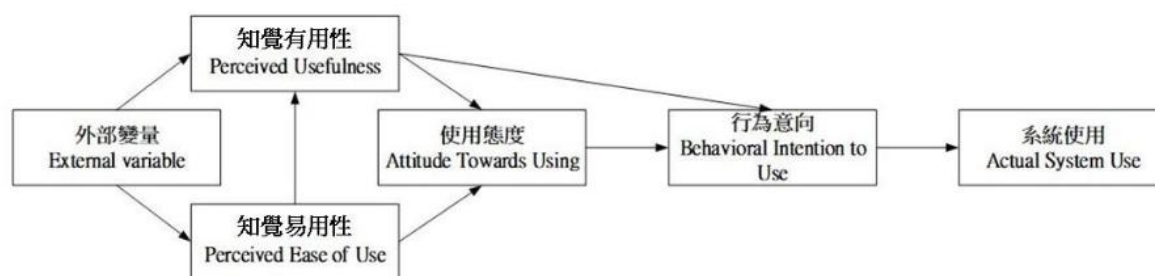 知覺有用性
Perceived Usefulness
外部變量
External variable
使用態度
Attitude Towards Using
行為意向
Behavioral Intention to
Use
系統使用
Actual System Use
知覺易用性
Perceived Ease of Use